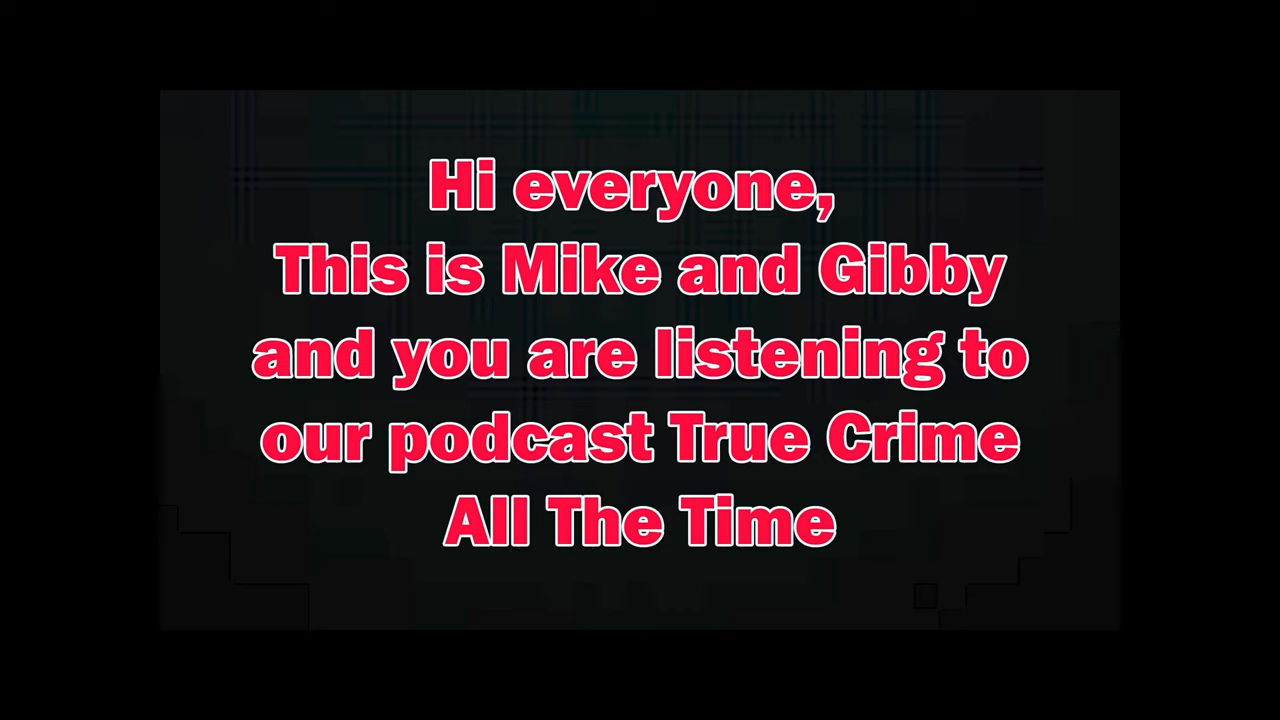 Hi everyone,
This is Mike and Gibby
and you are listening to
our podcast True Crime
All The Time